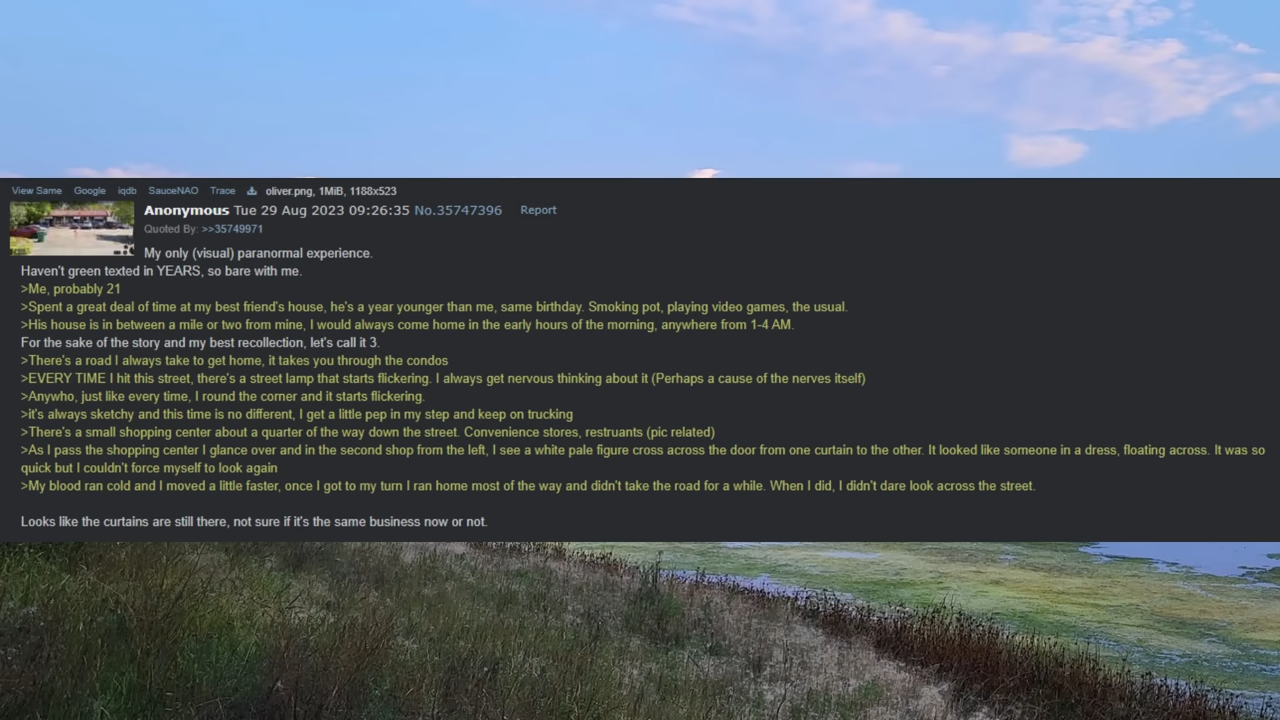 View Same Google iqdb SauceNAO Trace oliver.png, 1MiB, 1188x523
Anonymous Tue 29 Aug 2023 09:26:35 No.35747396 Report
Quoted By: >>35749971
My only (visual) paranormal experience.
Haven't green texted in YEARS, so bare with me.
>Me, probably 21
>Spent a great deal of time at my best friend's house, he's a year younger than me, same birthday. Smoking pot, playing video games, the usual.
>His house is in between a mile or two from mine, I would always come home in the early hours of the morning, anywhere from 1-4 AM.
For the sake of the story and my best recollection, let's call it 3.
>There's a road I always take to get home, it takes you through the condos
>EVERY TIME I hit this street, there's a street lamp that starts flickering. I always get nervous thinking about it (Perhaps a cause of the nerves itself)
>Anywho, just like every time, I round the corner and it starts flickering.
>it's always sketchy and this time is no different, I get a little pep in my step and keep on trucking
>There's a small shopping center about a quarter of the way down the street. Convenience stores, restruants (pic related)
>As I pass the shopping center I glance over and in the second shop from the left, I see a white pale figure cross across the door from one curtain to the other. It looked like someone in a dress, floating across. It was so
quick but I couldn't force myself to look again
>My blood ran cold and I moved a little faster, once I got to my turn I ran home most of the way and didn't take the road for a while. When I did, I didn't dare look across the street.
Looks like the curtains are still there, not sure if it's the same business now or not.